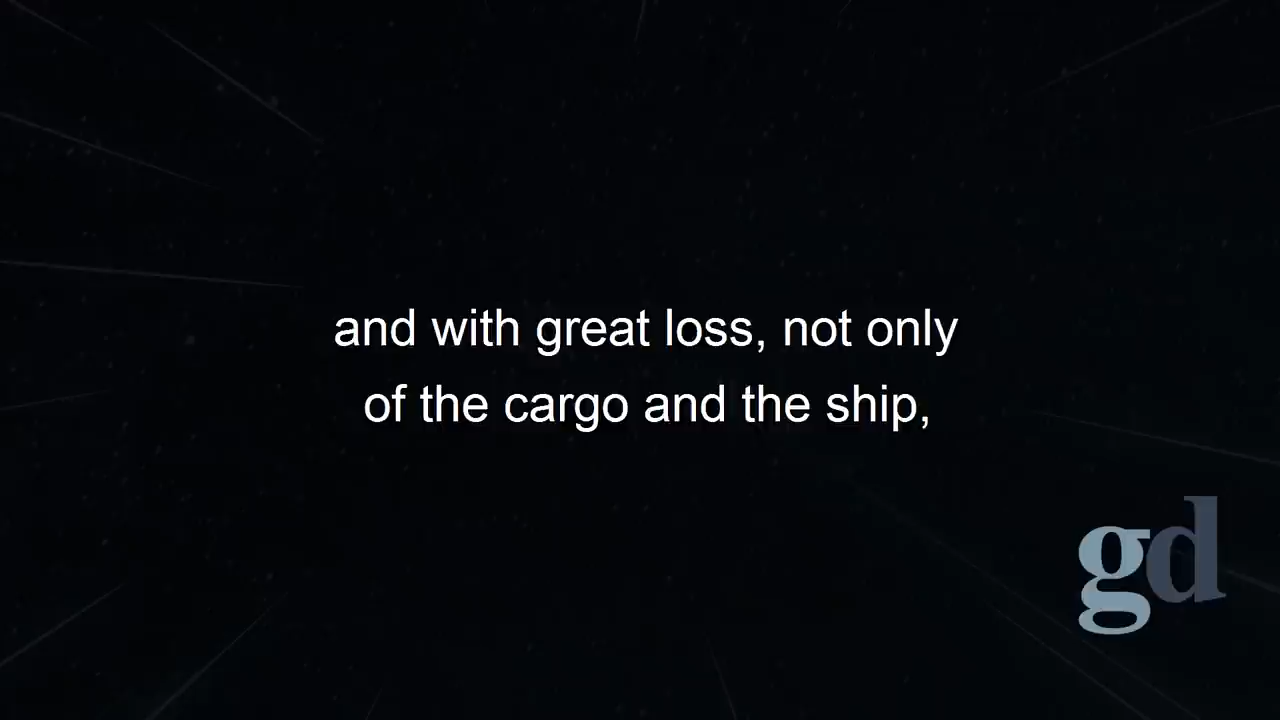 and with great loss, not only
of the cargo and the ship,
gd